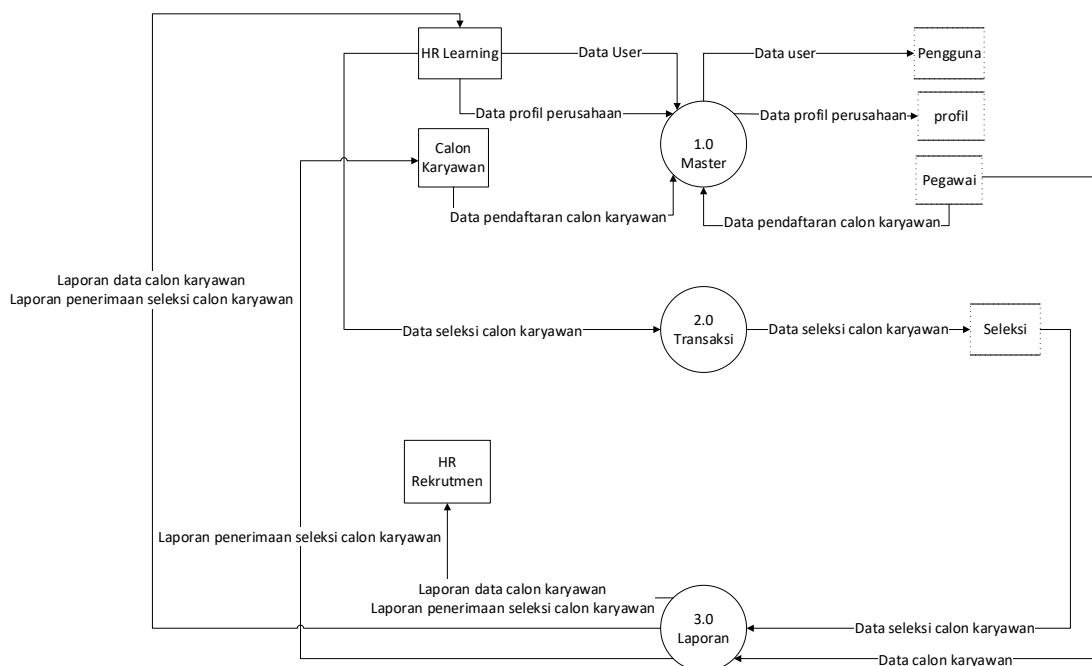 HR Learning
Data User
Data user
Pengguna
Data profil perusahaan
Data profil perusahaan
profil
Calon
Karyawan
1.0
Master
Pegawai
Data pendaftaran calon karyawan
Data pendaftaran calon karyawan
Laporan data calon karyawan
Laporan penerimaan seleksi calon karyawan
Data seleksi calon karyawan
2.0
Transaksi
Data seleksi calon karyawan
Seleksi
HR
Rekrutmen
Laporan penerimaan seleksi calon karyawan
Laporan data calon karyawan
Laporan penerimaan seleksi calon karyawan
3.0
Laporan
Data seleksi calon karyawan
Data calon karyawan